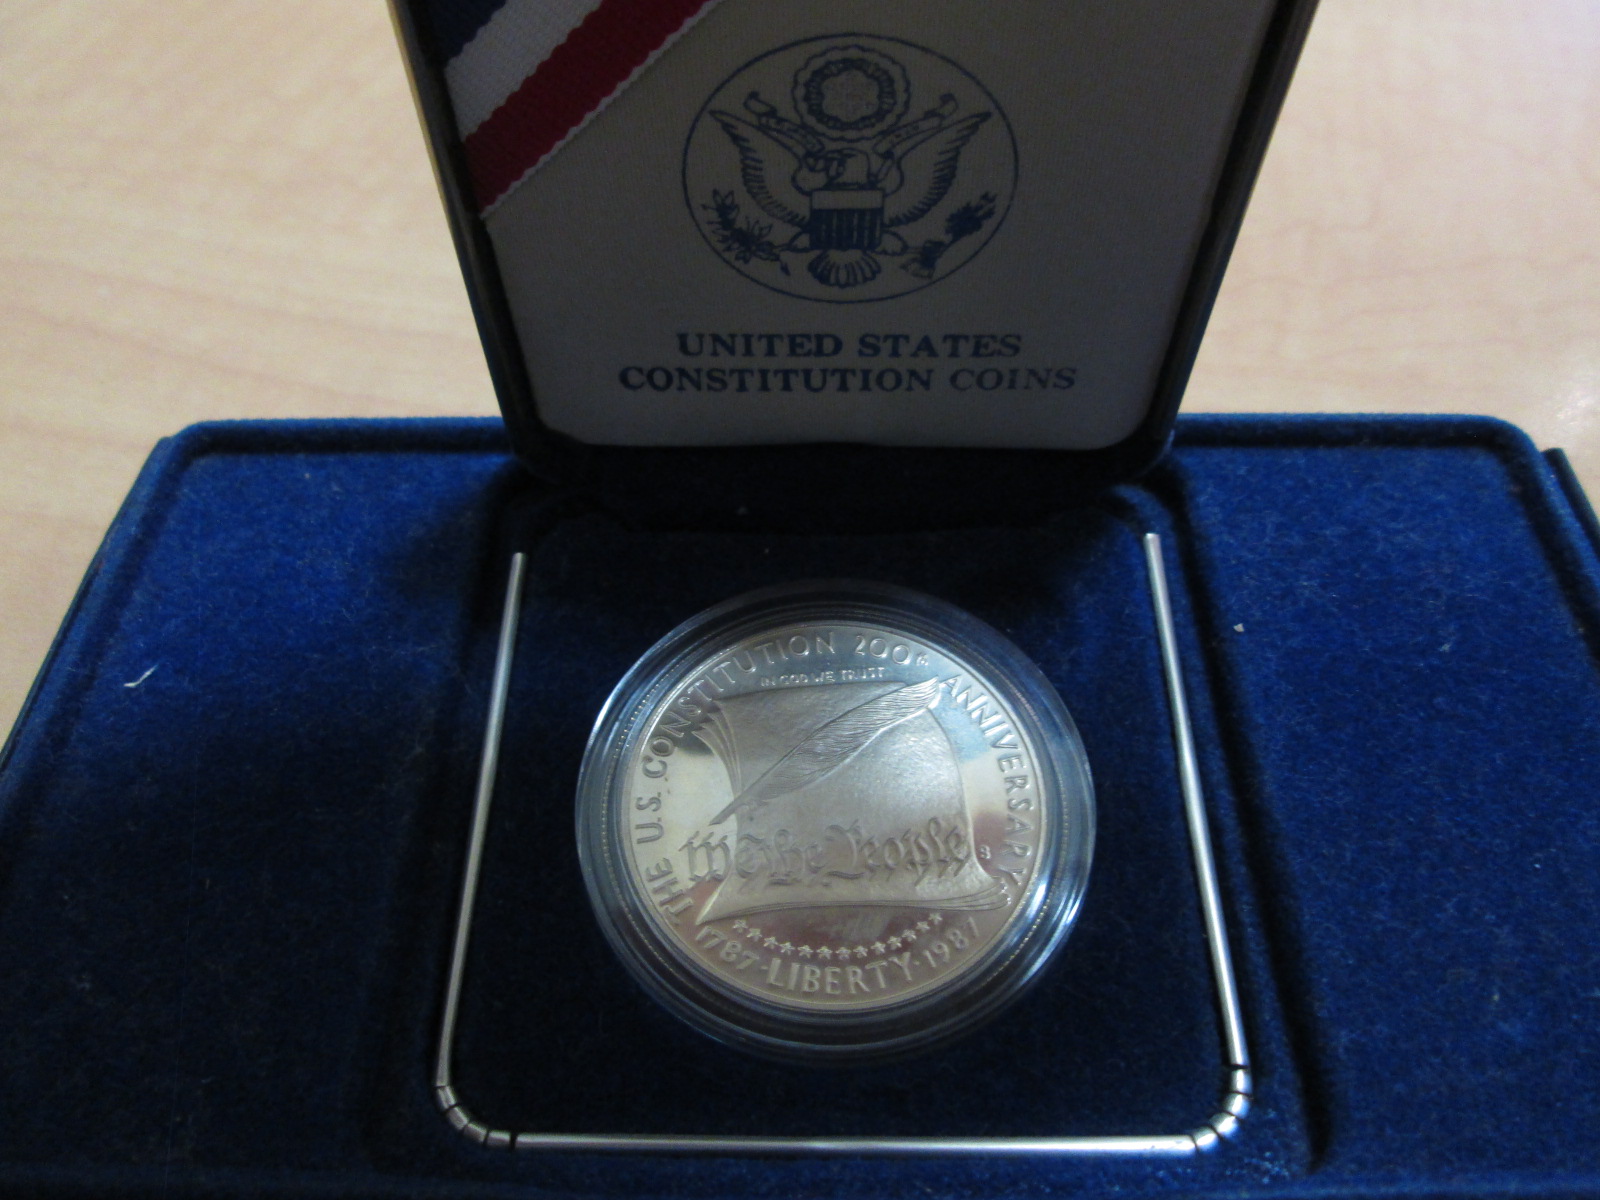 UNITED STATES
CONSTITUTION COINS
THE U.S. CONSTITUTION 200th ANNIVERSARY
IN GOD WE TRUST
We The People
S
1787 · LIBERTY · 1987